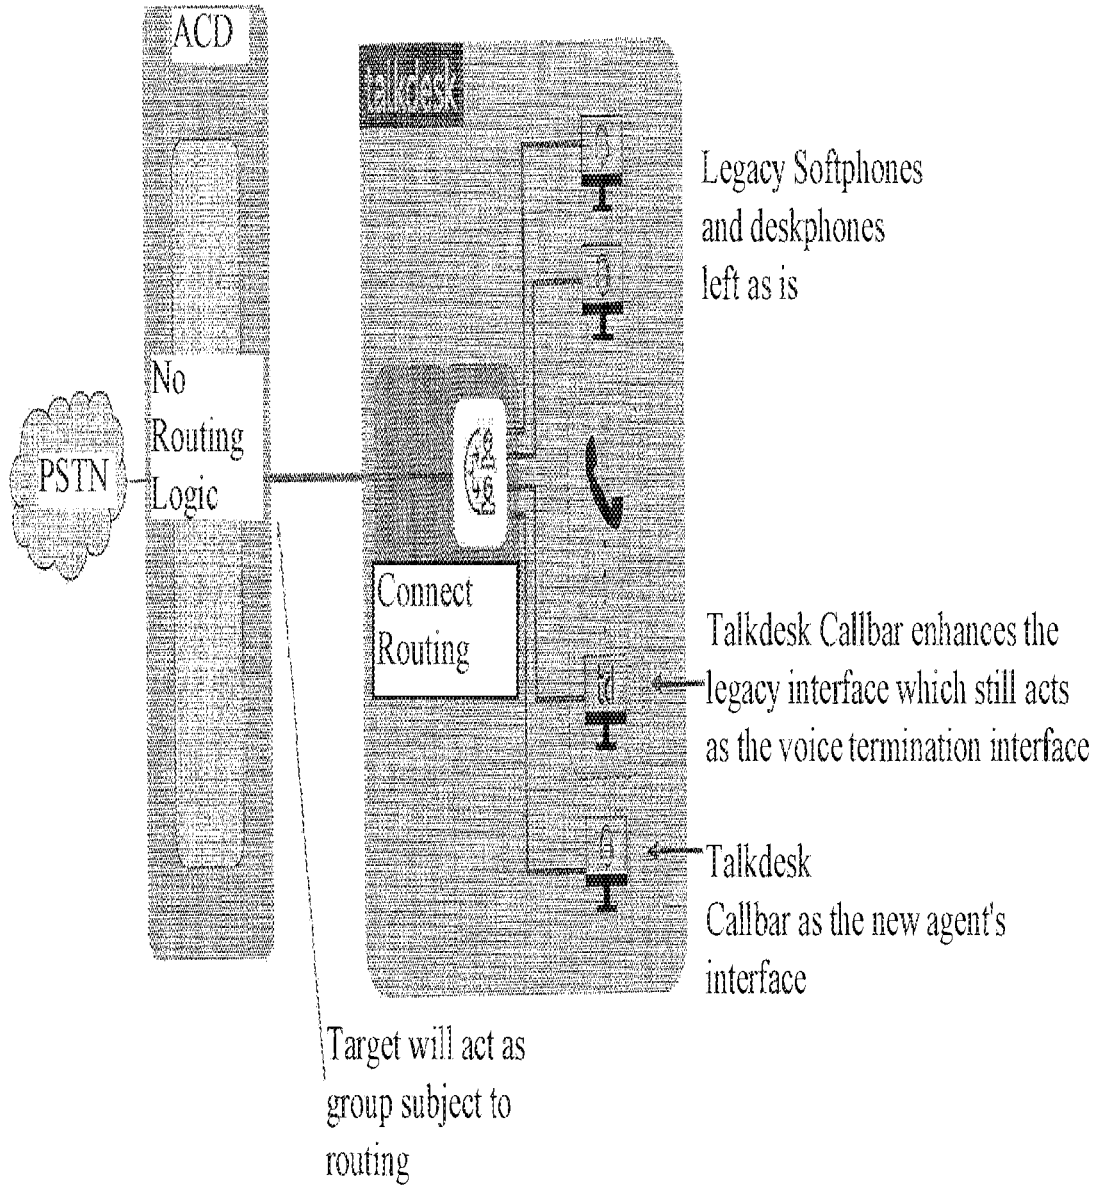 ACD
talkdesk
Legacy Softphones
and deskphones
left as is
No
Routing
Logic
PSTN
Connect
Routing
Talkdesk Callbar enhances the
legacy interface which still acts
as the voice termination interface
Talkdesk
Callbar as the new agent's
interface
Target will act as
group subject to
routing